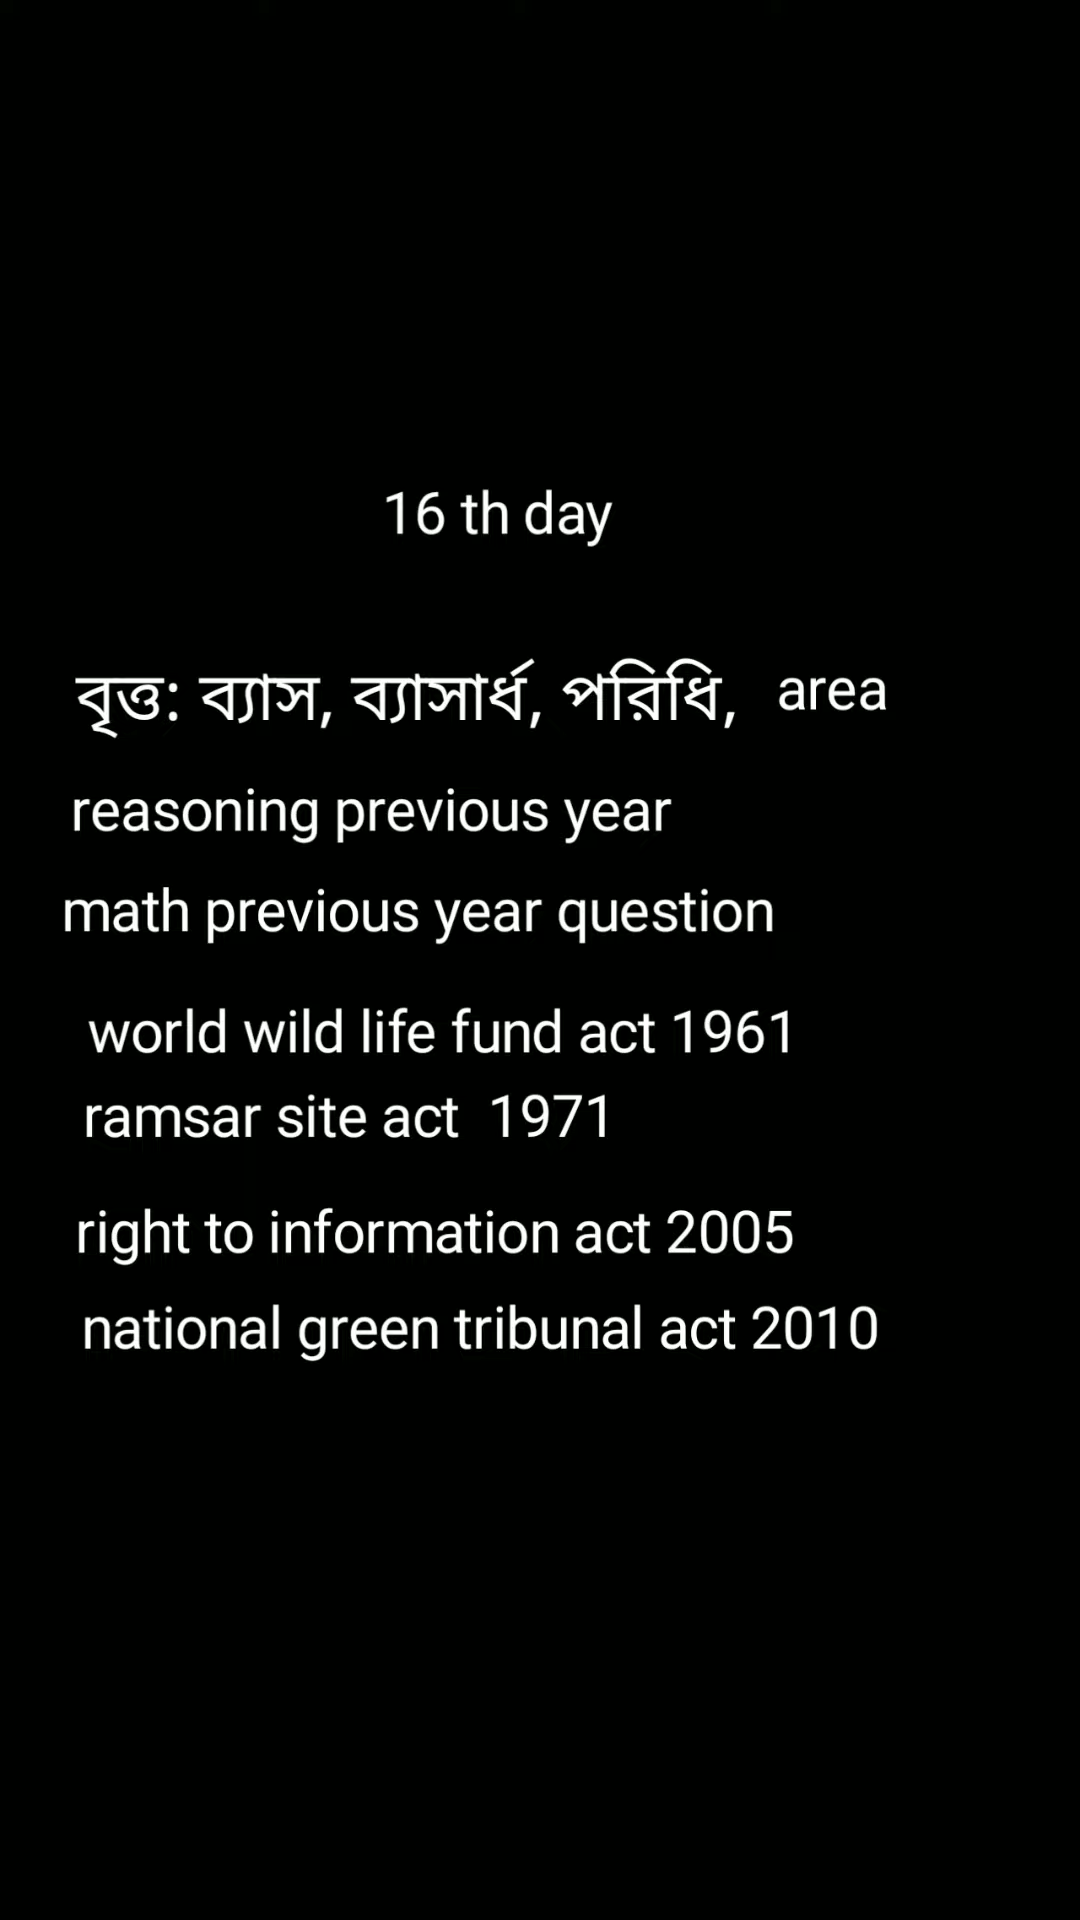 16 th day
বৃত্ত: ব্যাস, ব্যাসার্ধ, পরিধি, area
reasoning previous year
math previous year question
world wild life fund act 1961
ramsar site act 1971
right to information act 2005
national green tribunal act 2010